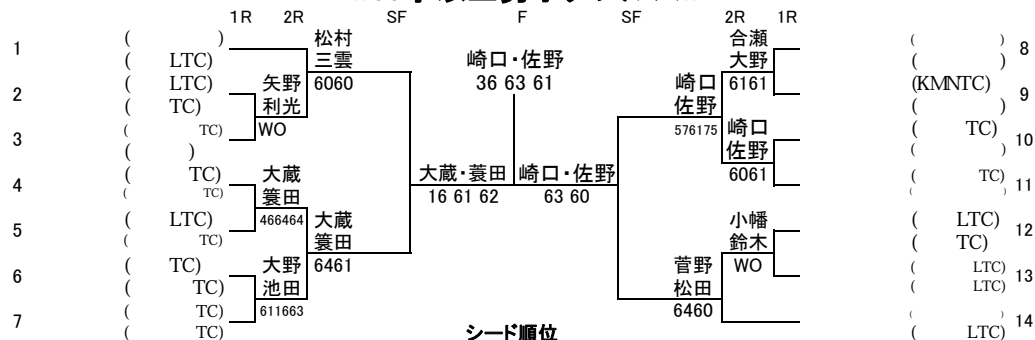 1R 2R SF F SF 2R 1R
1 ( ) 松村 合瀬 ( ) 8
( LTC) 三雲 崎口・佐野 大野 ( )
2 ( LTC) 矢野 6060 36 63 61 崎口 6161 (KMNTC) 9
( TC) 利光 佐野 ( )
3 ( TC) WO 576175 崎口 ( TC) 10
( ) 佐野 ( )
4 ( TC) 大蔵 大蔵・蓑田 崎口・佐野 6061 ( TC) 11
( TC) 簑田 16 61 62 63 60 ( )
5 ( LTC) 466464 大蔵 小幡 ( LTC) 12
( TC) 簑田 鈴木 ( TC)
6 ( TC) 大野 6461 菅野 WO ( LTC) 13
( TC) 池田 松田 ( LTC)
7 ( TC) 611663 6460 ( ) 14
( TC) シード順位 ( LTC)